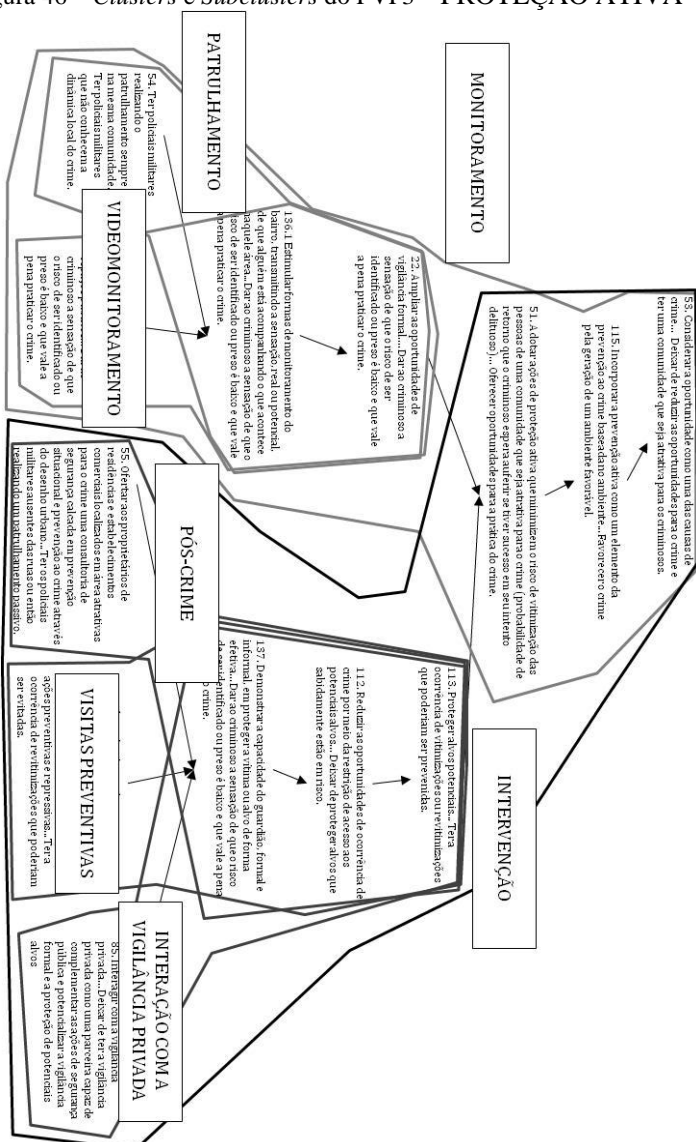 gura 46 – Clusters e Subclusters do PVF3 – PROTEÇÃO ATIVA
53. Considerar a oportunidade como uma das causas de
crime... Deixar de reduzir as oportunidades para o crime e
ter uma comunidade que seja atrativa para os criminosos.
115. Incorporar a prevenção ativa como um elemento da
prevenção ao crime baseada no ambiente... Favorecer o crime
pela geração de um ambiente favorável.
51. Adotar ações de proteção ativa que minimizem o risco de vitimização das
pessoas de uma comunidade que seja atrativa para o crime (probabilidade de
retorno que o criminoso espera auferir se tiver sucesso em seu intento
delituoso)... Oferecer oportunidades para a prática do crime.
MONITORAMENTO
INTERVENÇÃO
22. Ampliar as oportunidades de
vigilância formal.... Dar ao criminoso a
sensação de que o risco de ser
identificado ou preso é baixo e que vale
a pena praticar o crime.
136.1 Estimular formas de monitoramento do
bairro, transmitindo a sensação, real ou potencial,
de que alguém está acompanhando o que acontece
naquele área... Dar ao criminoso a sensação de que o
risco de ser identificado ou preso é baixo e que vale
a pena praticar o crime.
PATRULHAMENTO
54. Ter policiais militares
realizando o
patrulhamento sempre
na mesma comunidade.
Ter policiais militares
que não conhecem a
dinâmica local do crime.
VIDEOMONITORAMENTO
criminoso a sensação de que
o risco de ser identificado ou
preso é baixo e que vale a
pena praticar o crime.
113. Proteger alvos potenciais... Ter a
ocorrência de vitimizações ou revitimizações
que poderiam ser prevenidas.
112. Reduzir as oportunidades de ocorrência de
crime por meio da restrição de acesso aos
potenciais alvos... Deixar de proteger alvos que
sabidamente estão em risco.
137. Demonstrar a capacidade do guardião, formal e
informal, em proteger a vítima ou alvo de forma
efetiva... Dar ao criminoso a sensação de que o risco
de ser identificado ou preso é baixo e que vale a pena
o crime.
PÓS-CRIME
55. Ofertar aos proprietários de
residências e estabelecimentos
comerciais localizados em área atrativas
para o crime uma consultoria de
segurança calcada em prevenção
situacional e prevenção ao crime através
do desenho urbano... Ter os policiais
militares ausentes das ruas ou então
realizando um patrulhamento passivo.
VISITAS PREVENTIVAS
ações preventivas e repressivas... Ter a
ocorrência de revitimizações que poderiam
ser evitadas.
INTERAÇÃO COM A
VIGILÂNCIA PRIVADA
85. Interagir com a vigilância
privada... Deixar de ter a vigilância
privada como uma parceira capaz de
complementar as ações de segurança
pública e potencializar a vigilância
formal e a proteção de potenciais
alvos